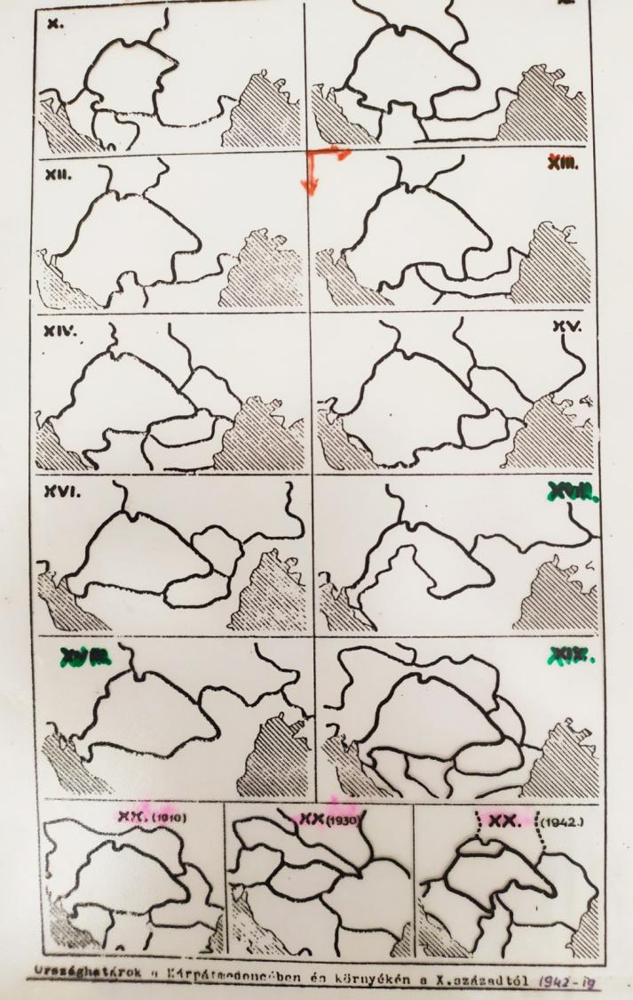 X.
XI.
XII.
XIII.
XIV.
XV.
XVI.
XVII.
XVIII.
XIX.
XX. (1910)
XX (1930)
XX. (1942.)
Országhatárok a Kárpátmedencében és környékén a X.századtól 1942-ig